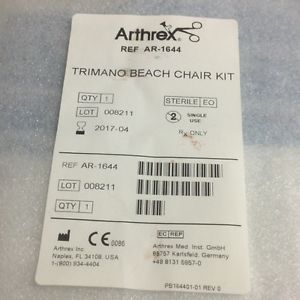 Arthrex
REF AR-1644
TRIMANO BEACH CHAIR KIT
QTY 1
STERILE EO
LOT 008211
2 SINGLE USE
2017-04
Rx ONLY
REF AR-1644
LOT 008211
CE 0086
EC REP
Arthrex Inc
Naples, FL 34108 - USA
1-(800) 934-4404
Arthrex Med. Inst. GmbH
85757 Karlsfeld, Germany
+49 8131 5957-0
PS164401-01 REV 0